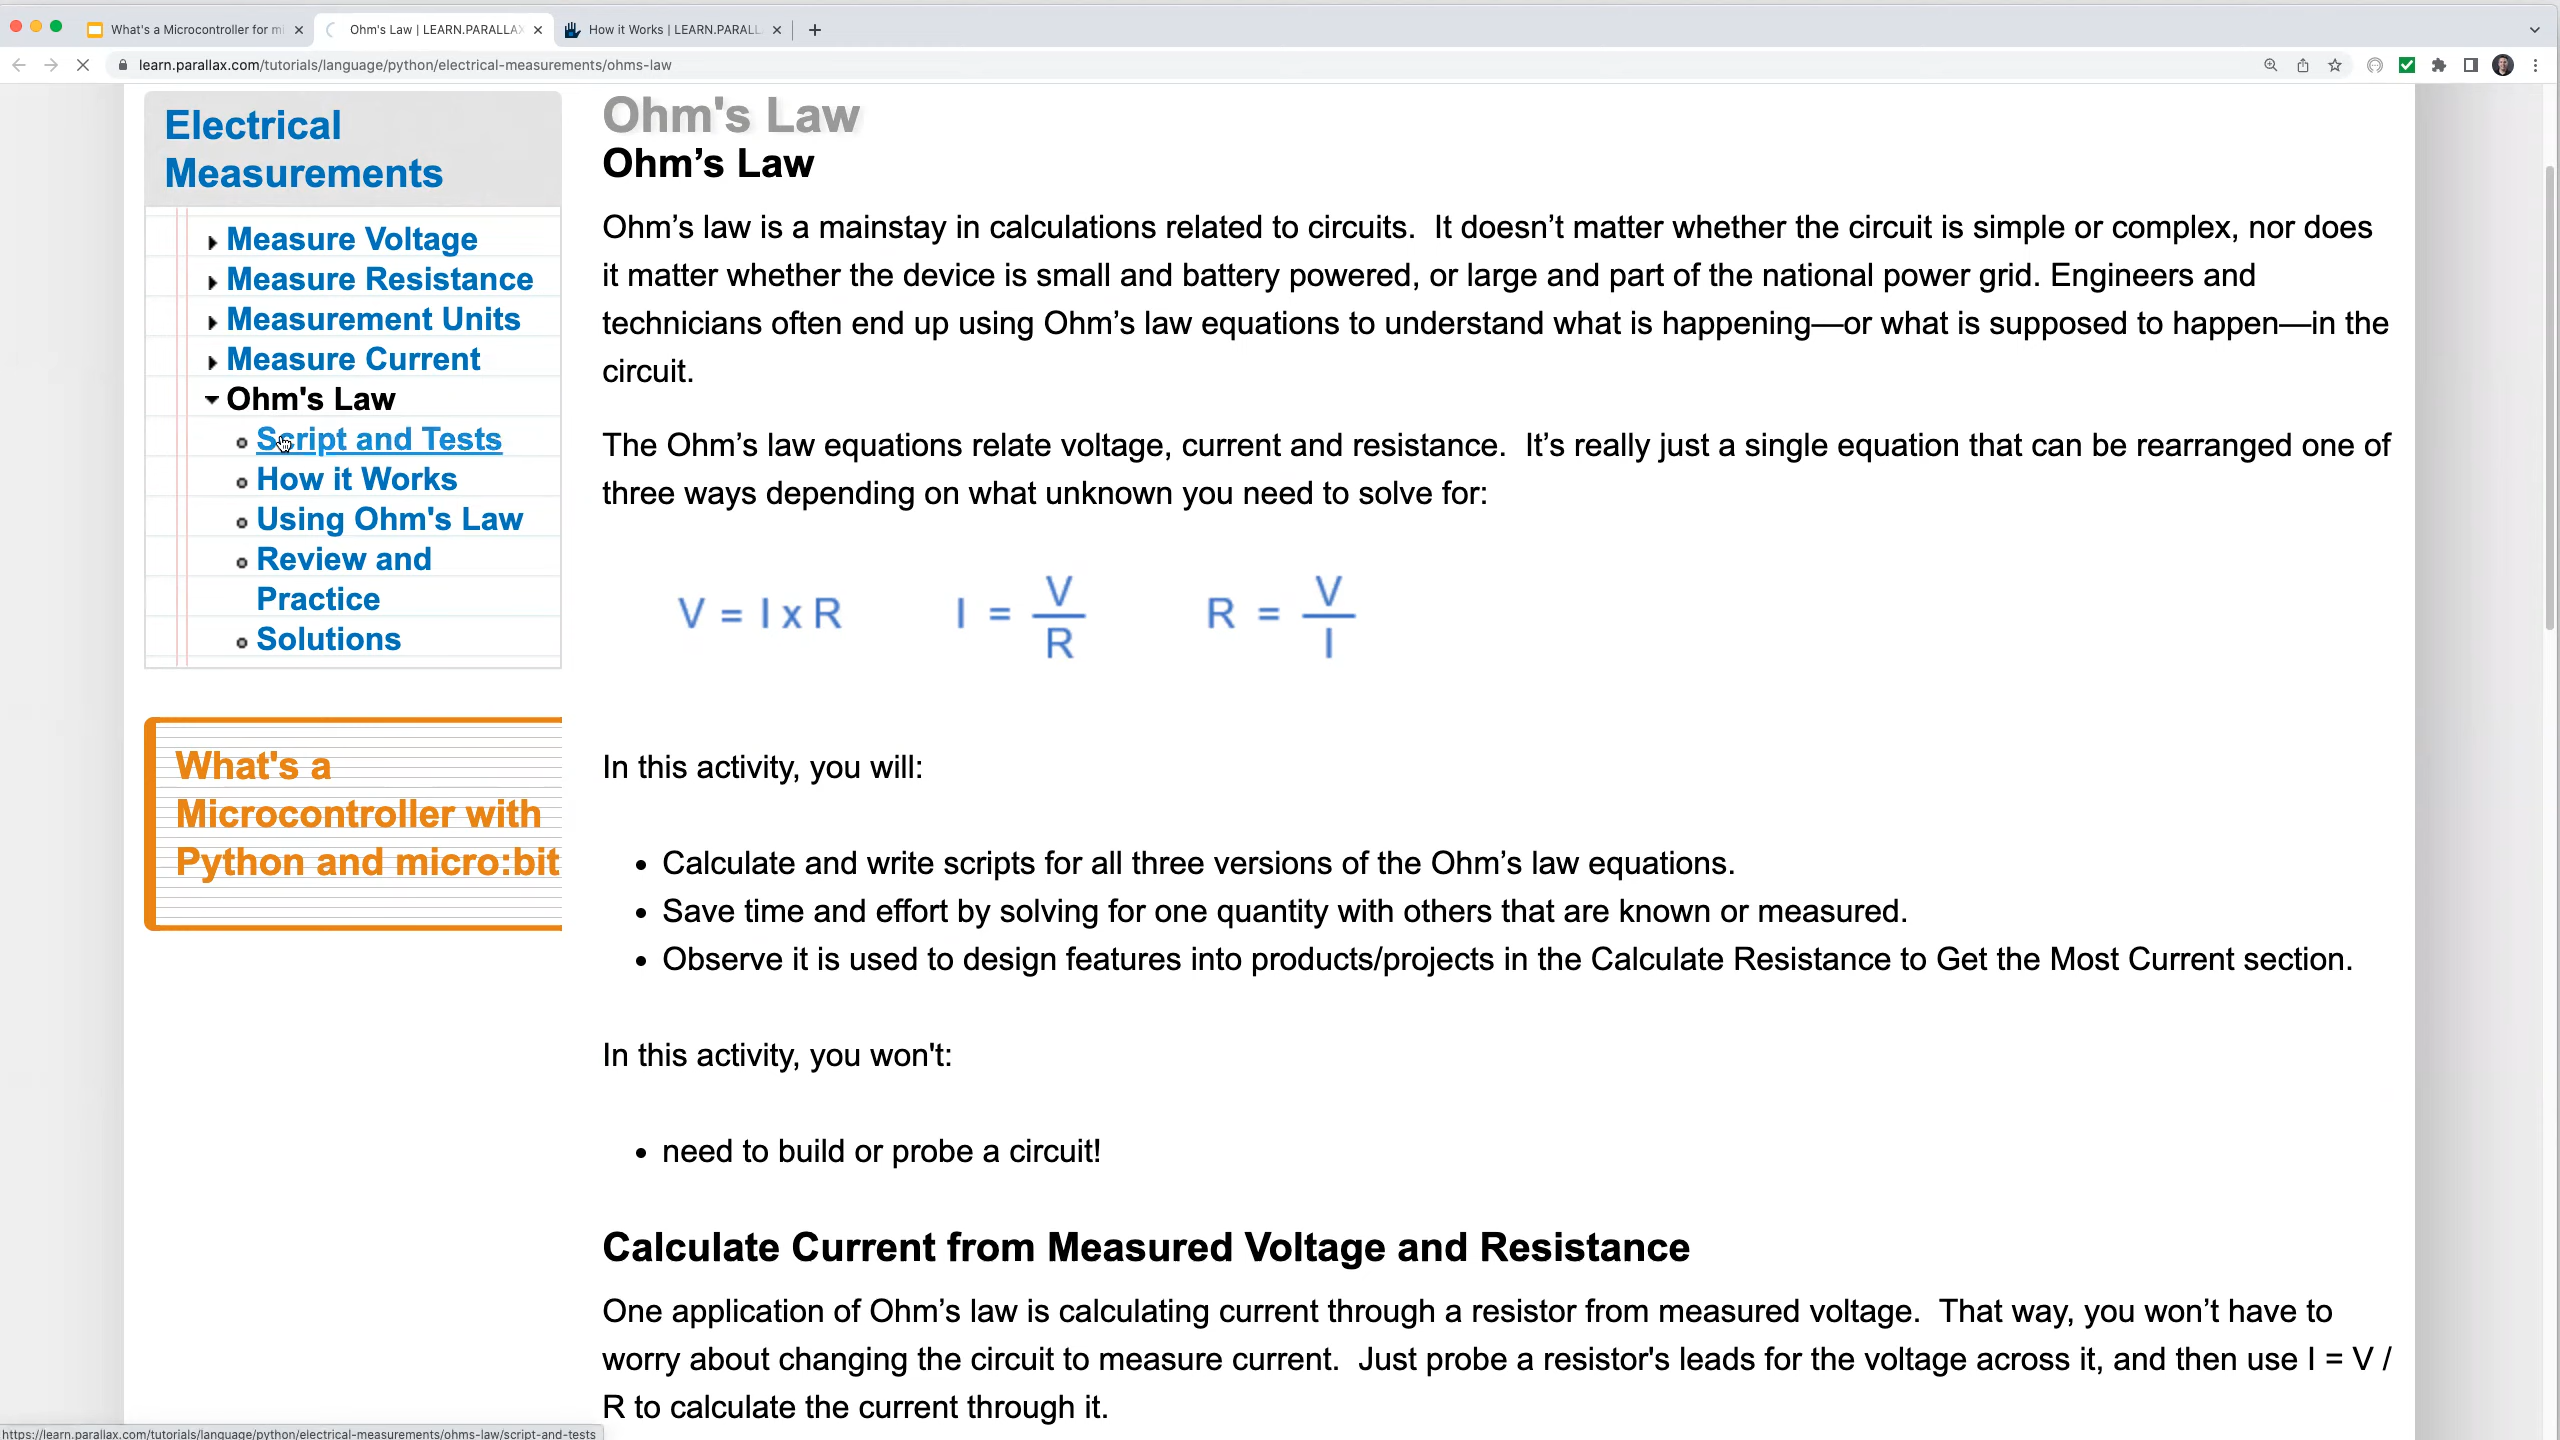 What's a Microcontroller for mi
Ohm's Law | LEARN.PARALLAX
How it Works | LEARN.PARALL
learn.parallax.com/tutorials/language/python/electrical-measurements/ohms-law
Electrical
Measurements
Measure Voltage
Measure Resistance
Measurement Units
Measure Current
Ohm's Law
Script and Tests
How it Works
Using Ohm's Law
Review and
Practice
Solutions
What's a
Microcontroller with
Python and micro:bit
Ohm's Law
Ohm’s Law
Ohm’s law is a mainstay in calculations related to circuits.  It doesn’t matter whether the circuit is simple or complex, nor does
it matter whether the device is small and battery powered, or large and part of the national power grid. Engineers and
technicians often end up using Ohm’s law equations to understand what is happening—or what is supposed to happen—in the
circuit.
The Ohm’s law equations relate voltage, current and resistance.  It’s really just a single equation that can be rearranged one of
three ways depending on what unknown you need to solve for:
V = I x R    I = V / R    R = V / I
In this activity, you will:
• Calculate and write scripts for all three versions of the Ohm’s law equations.
• Save time and effort by solving for one quantity with others that are known or measured.
• Observe it is used to design features into products/projects in the Calculate Resistance to Get the Most Current section.
In this activity, you won't:
• need to build or probe a circuit!
Calculate Current from Measured Voltage and Resistance
One application of Ohm’s law is calculating current through a resistor from measured voltage.  That way, you won’t have to
worry about changing the circuit to measure current.  Just probe a resistor's leads for the voltage across it, and then use I = V /
R to calculate the current through it.
https://learn.parallax.com/tutorials/language/python/electrical-measurements/ohms-law/script-and-tests